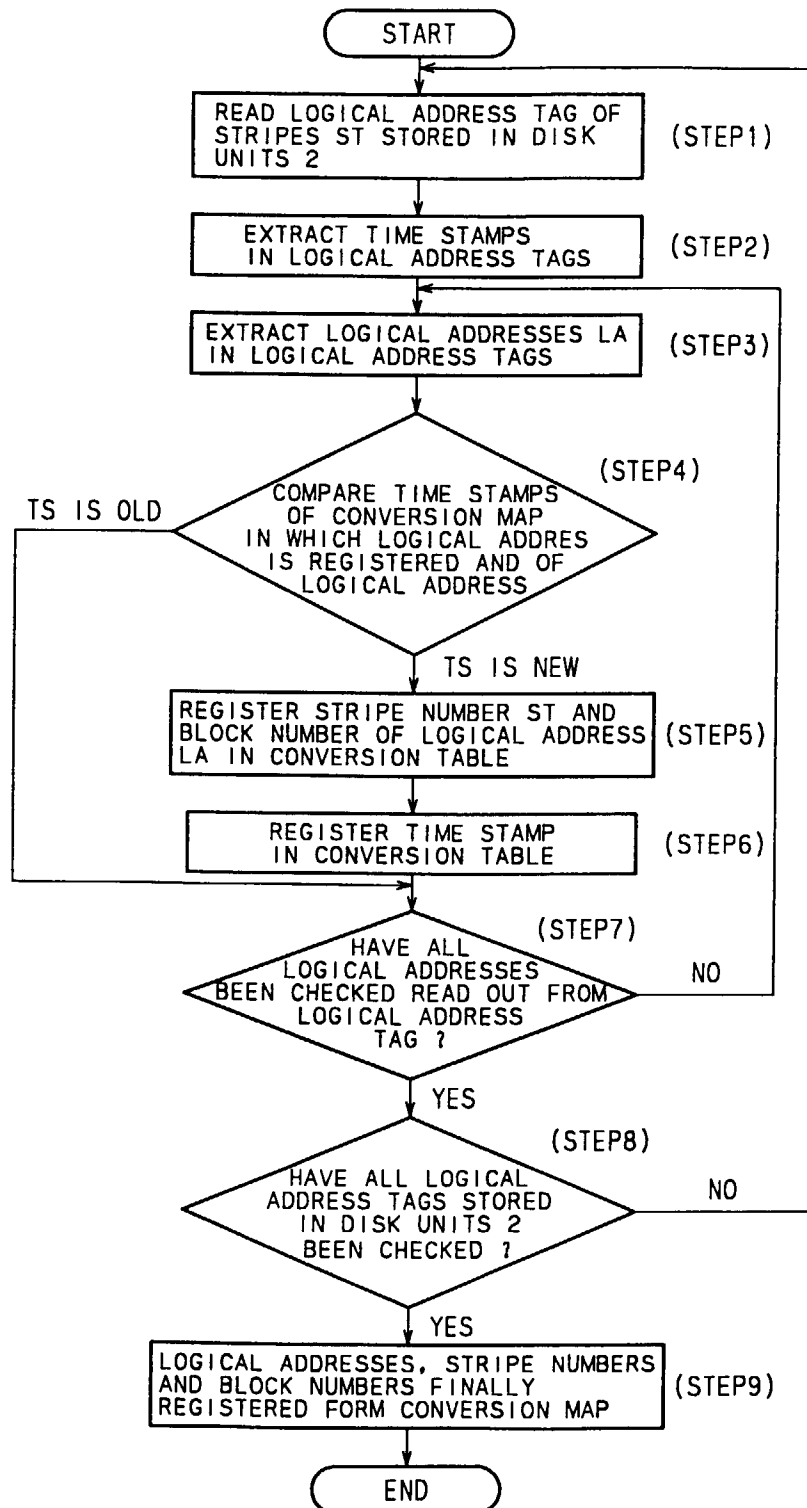 START
READ LOGICAL ADDRESS TAG OF
STRIPES ST STORED IN DISK
UNITS 2
(STEP1)
EXTRACT TIME STAMPS
IN LOGICAL ADDRESS TAGS
(STEP2)
EXTRACT LOGICAL ADDRESSES LA
IN LOGICAL ADDRESS TAGS
(STEP3)
(STEP4)
COMPARE TIME STAMPS
OF CONVERSION MAP
IN WHICH LOGICAL ADDRES
IS REGISTERED AND OF
LOGICAL ADDRESS
TS IS OLD
TS IS NEW
REGISTER STRIPE NUMBER ST AND
BLOCK NUMBER OF LOGICAL ADDRESS
LA IN CONVERSION TABLE
(STEP5)
REGISTER TIME STAMP
IN CONVERSION TABLE
(STEP6)
(STEP7)
HAVE ALL
LOGICAL ADDRESSES
BEEN CHECKED READ OUT FROM
LOGICAL ADDRESS
TAG ?
NO
YES
(STEP8)
HAVE ALL LOGICAL
ADDRESS TAGS STORED
IN DISK UNITS 2
BEEN CHECKED ?
NO
YES
LOGICAL ADDRESSES, STRIPE NUMBERS
AND BLOCK NUMBERS FINALLY
REGISTERED FORM CONVERSION MAP
(STEP9)
END